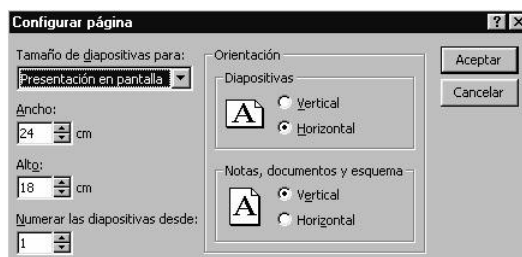 Configurar página
Tamaño de diapositivas para:
Presentación en pantalla
Ancho:
24 cm
Alto:
18 cm
Numerar las diapositivas desde:
1
Orientación
Diapositivas
A
Vertical
Horizontal
Notas, documentos y esquema
A
Vertical
Horizontal
Aceptar
Cancelar